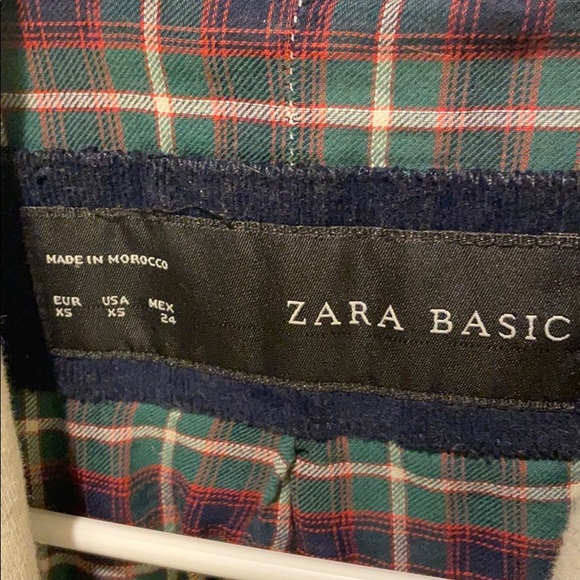 MADE IN MOROCCO
EUR USA MEX
XS XS 24
ZARA BASIC